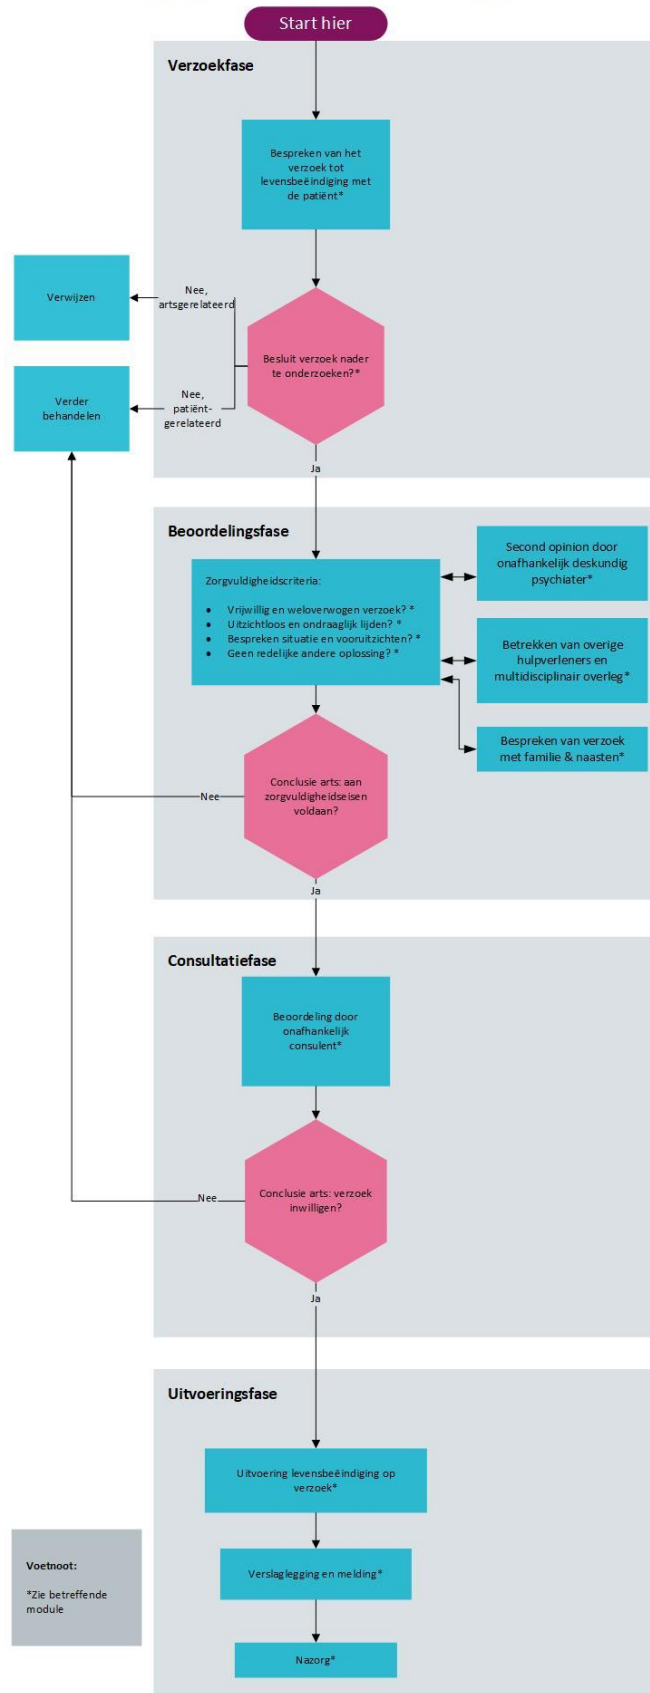 Start hier
Verzoekfase
Bespreken van het
verzoek tot
levensbeëindiging met
de patiënt*
Nee,
artsgerelateerd
Verwijzen
Besluit verzoek nader
te onderzoeken?*
Nee,
patiënt-
gerelateerd
Verder
behandelen
Ja
Beoordelingsfase
Zorgvuldigheidscriteria:
• Vrijwillig en weloverwogen verzoek? *
• Uitzichtloos en ondraaglijk lijden? *
• Bespreken situatie en vooruitzichten? *
• Geen redelijke andere oplossing? *
Second opinion door
onafhankelijk deskundig
psychiater*
Betrekken van overige
hulpverleners en
multidisciplinair overleg*
Bespreken van verzoek
met familie & naasten*
Conclusie arts: aan
zorgvuldigheidseisen
voldaan?
Nee
Ja
Consultatiefase
Beoordeling door
onafhankelijk
consulent*
Conclusie arts: verzoek
inwilligen?
Nee
Ja
Uitvoeringsfase
Uitvoering levensbeëindiging op
verzoek*
Verslaglegging en melding*
Nazorg*
Voetnoot:
*Zie betreffende
module